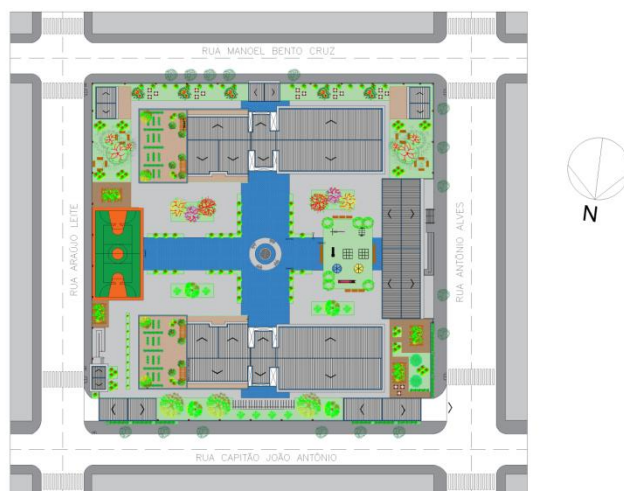 RUA MANOEL BENTO CRUZ
RUA ARAÚJO LEITE
RUA ANTÔNIO ALVES
N
RUA CAPITÃO JOÃO ANTÔNIO